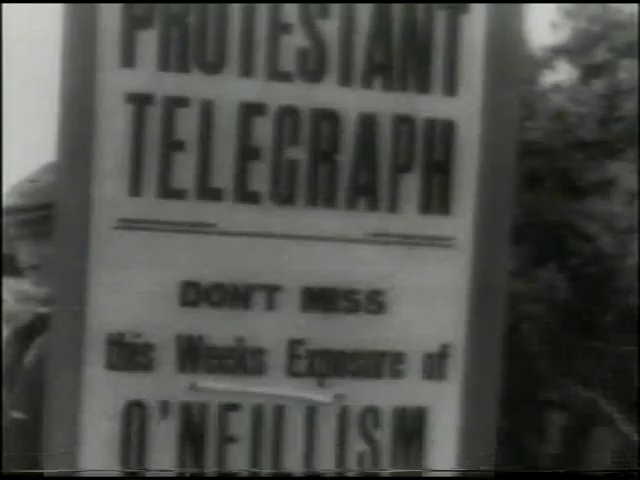 PROTESTANT
TELEGRAPH
DON'T MISS
this Weeks Exposure of
O'NEILLISM